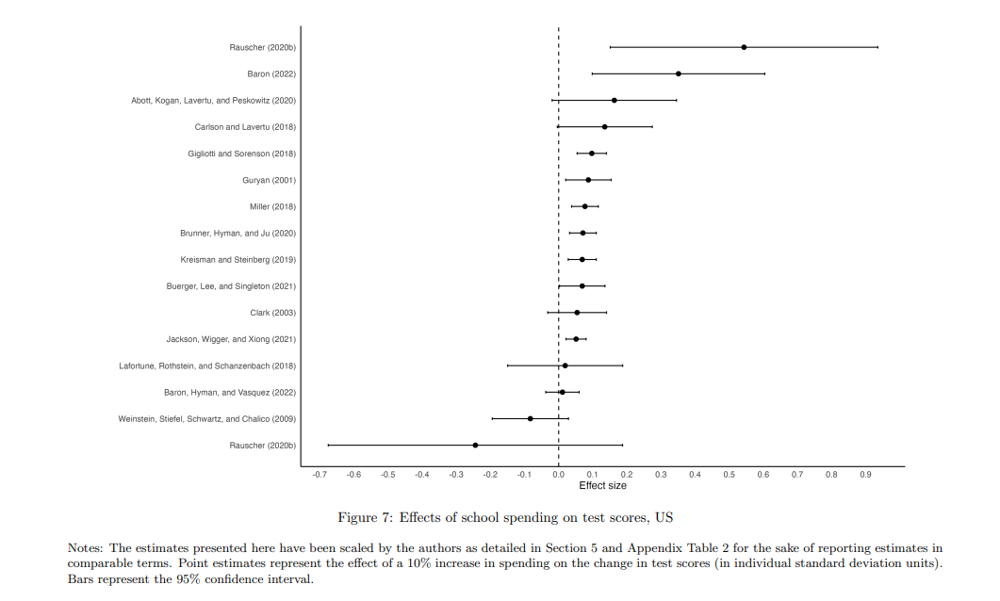 Rauscher (2020b)
Baron (2022)
Abott, Kogan, Lavertu, and Peskowitz (2020)
Carlson and Lavertu (2018)
Gigliotti and Sorenson (2018)
Guryan (2001)
Miller (2018)
Brunner, Hyman, and Ju (2020)
Kreisman and Steinberg (2019)
Buerger, Lee, and Singleton (2021)
Clark (2003)
Jackson, Wigger, and Xiong (2021)
Lafortune, Rothstein, and Schanzenbach (2018)
Baron, Hyman, and Vasquez (2022)
Weinstein, Stiefel, Schwartz, and Chalico (2009)
Rauscher (2020b)
-0.7 -0.6 -0.5 -0.4 -0.3 -0.2 -0.1 0.0 0.1 0.2 0.3 0.4 0.5 0.6 0.7 0.8 0.9
Effect size
Figure 7: Effects of school spending on test scores, US
Notes: The estimates presented here have been scaled by the authors as detailed in Section 5 and Appendix Table 2 for the sake of reporting estimates in
comparable terms. Point estimates represent the effect of a 10% increase in spending on the change in test scores (in individual standard deviation units).
Bars represent the 95% confidence interval.